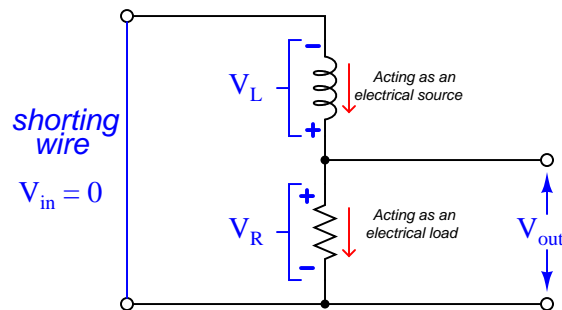 −
V_L
Acting as an
electrical source
+
shorting
wire
V_in = 0
+
V_R
Acting as an
electrical load
−
V_out